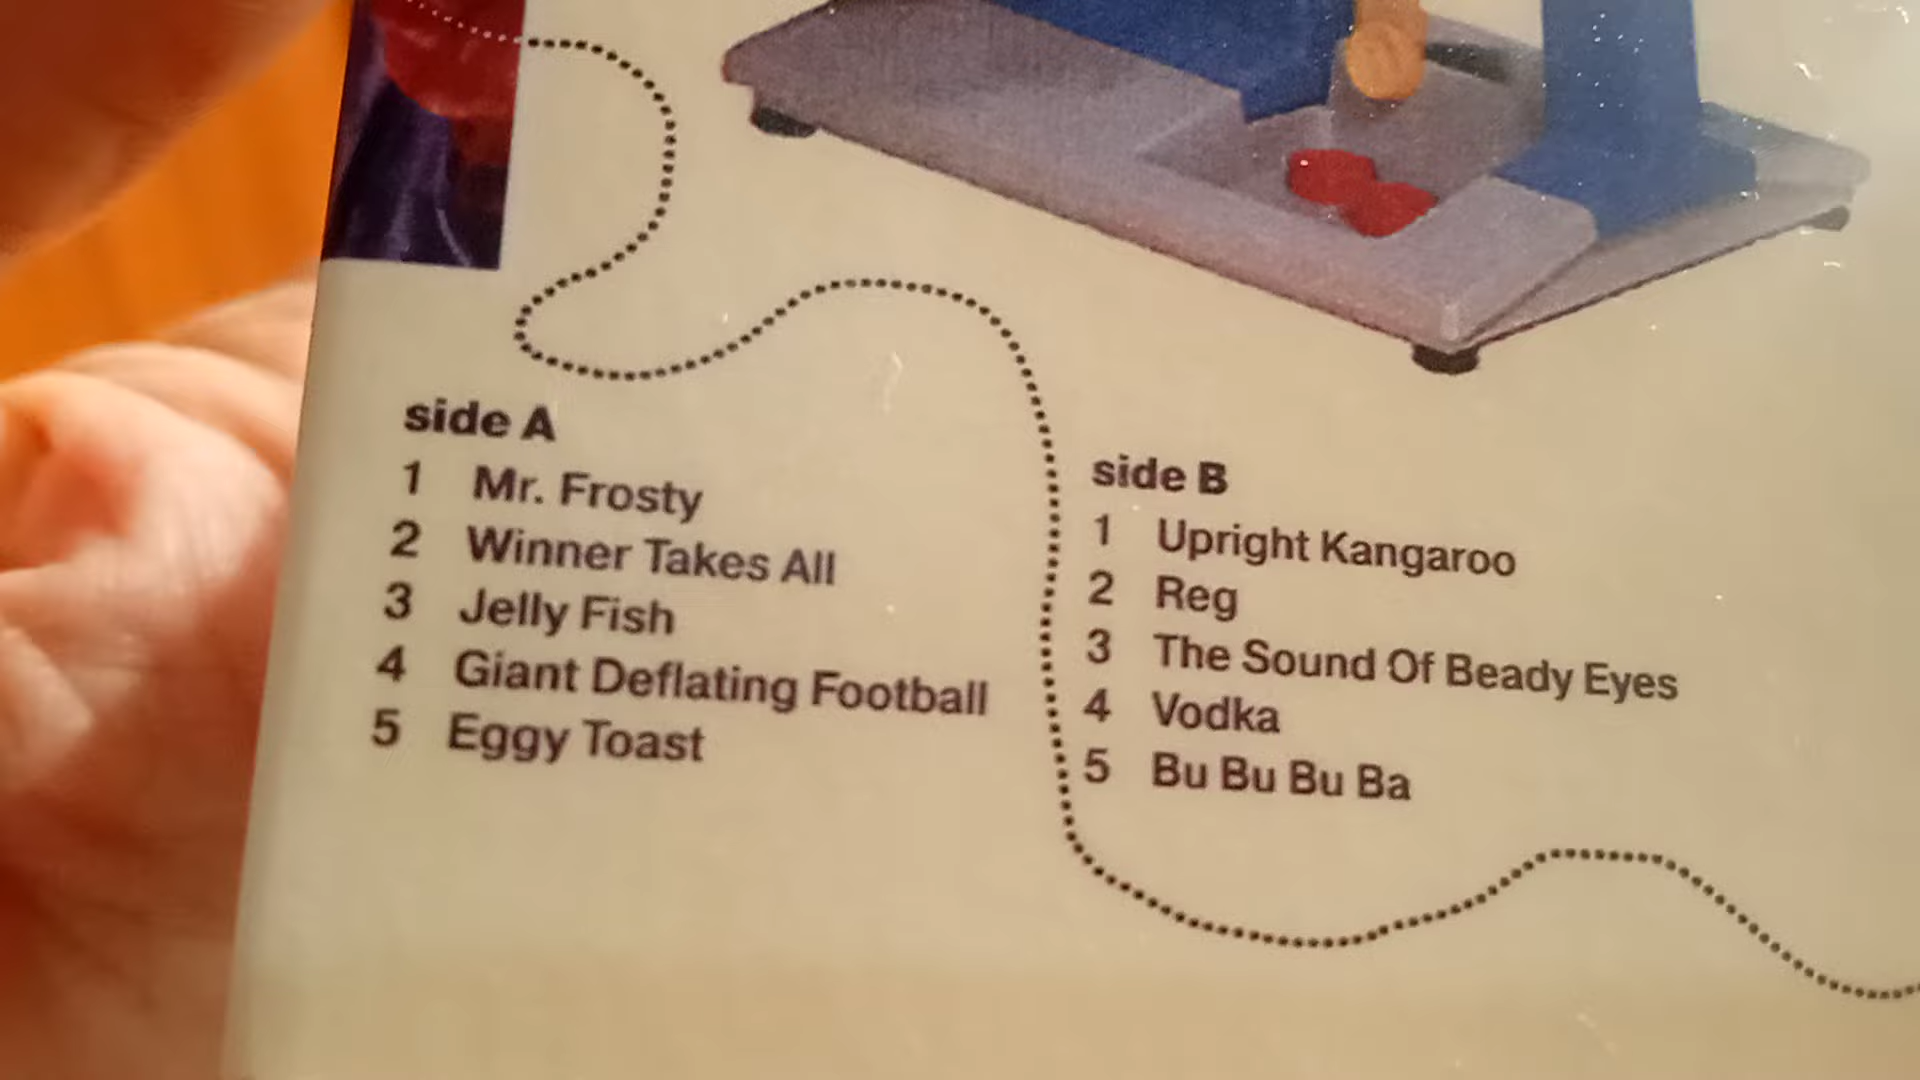 side A
1 Mr. Frosty
2 Winner Takes All
3 Jelly Fish
4 Giant Deflating Football
5 Eggy Toast
side B
1 Upright Kangaroo
2 Reg
3 The Sound Of Beady Eyes
4 Vodka
5 Bu Bu Bu Ba